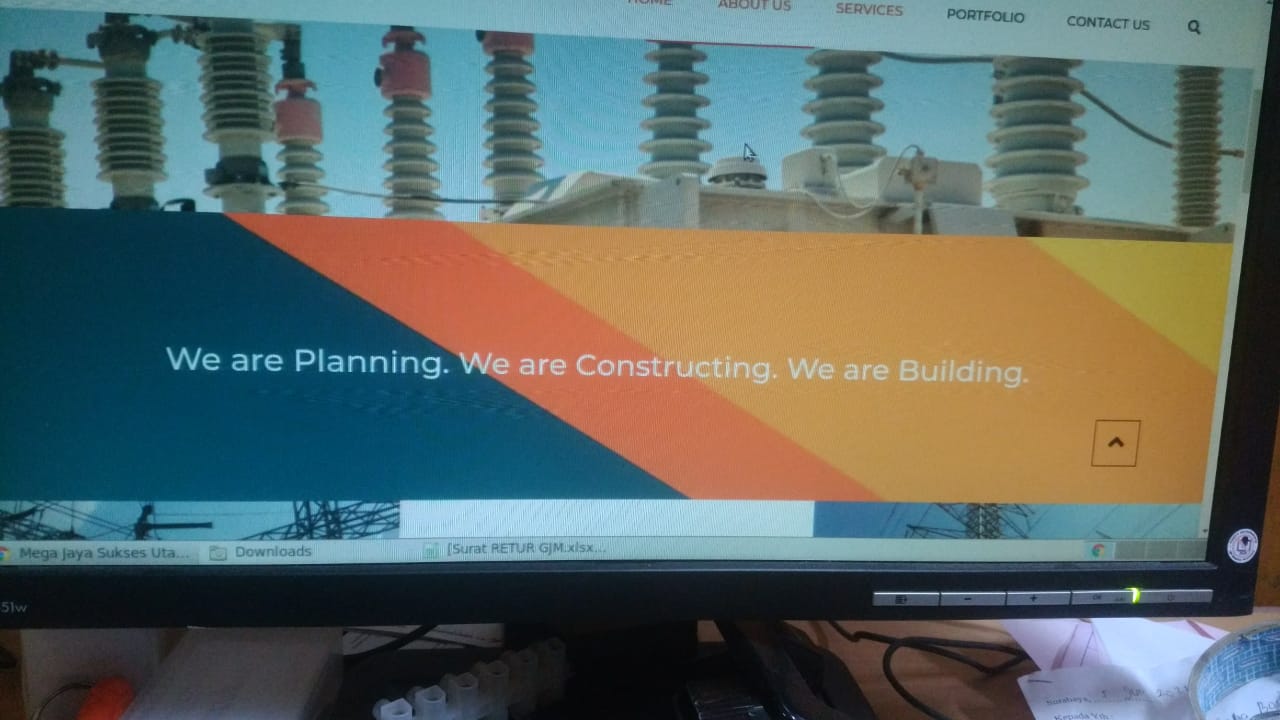 HOME ABOUT US SERVICES PORTFOLIO CONTACT US
We are Planning. We are Constructing. We are Building.
Mega Jaya Sukses Uta... Downloads [Surat RETUR GJM.xlsx...
51w
Surabaya,
Kepada Yth: